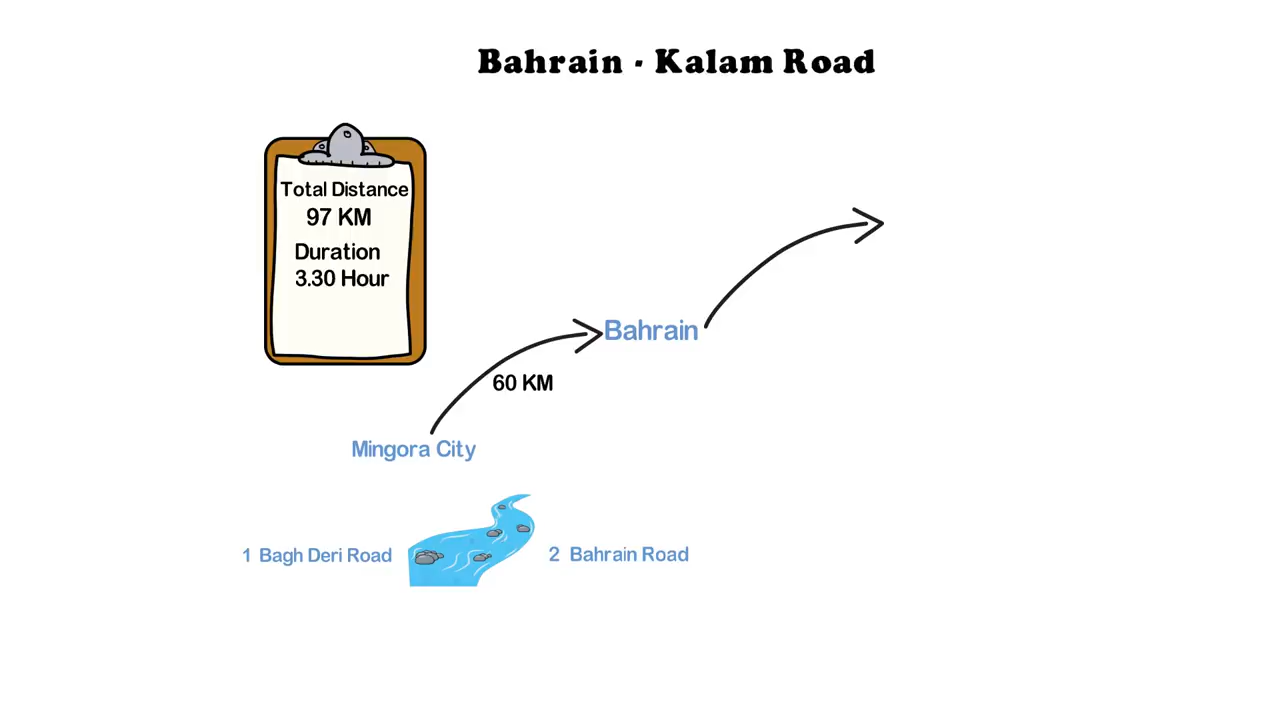 Bahrain - Kalam Road
Total Distance
97 KM
Duration
3.30 Hour
Bahrain
60 KM
Mingora City
1 Bagh Deri Road
2 Bahrain Road